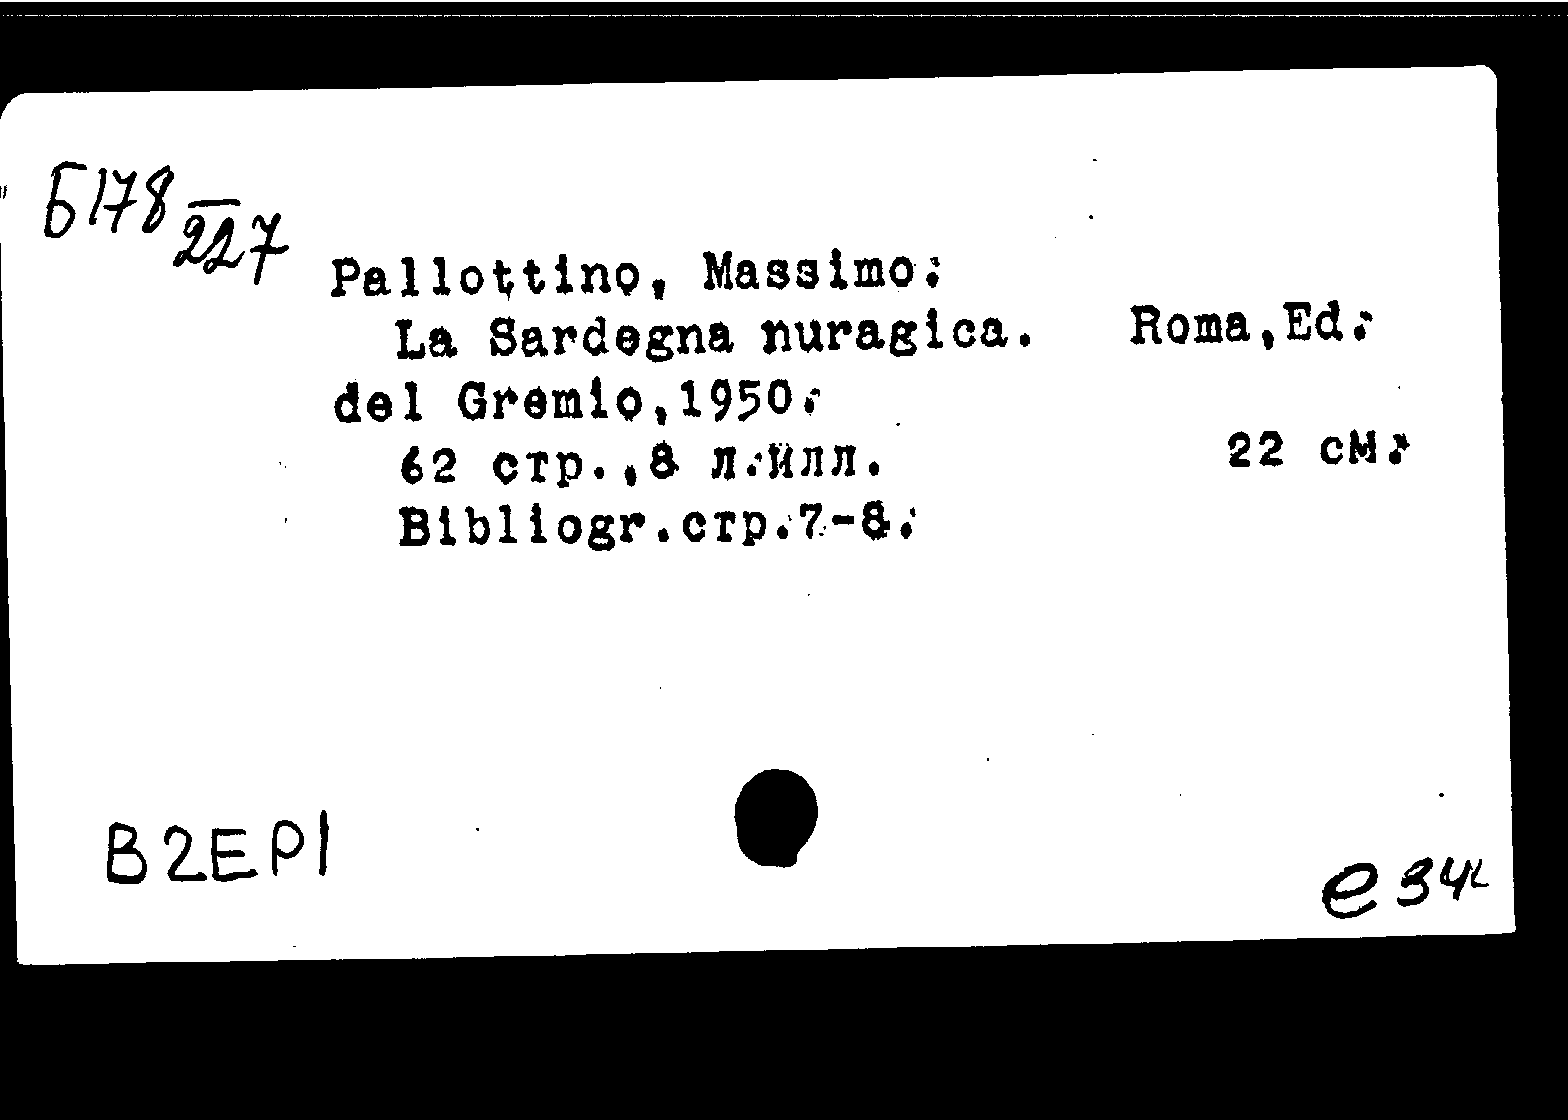 Б178
227
Pallottino, Massimo.
La Sardegna nuragica. Roma,Ed.
del Gremio,1950.
62 стр.,8 л.илл. 22 см.
Bibliogr.стр.7-8.
B2EPI
e 34